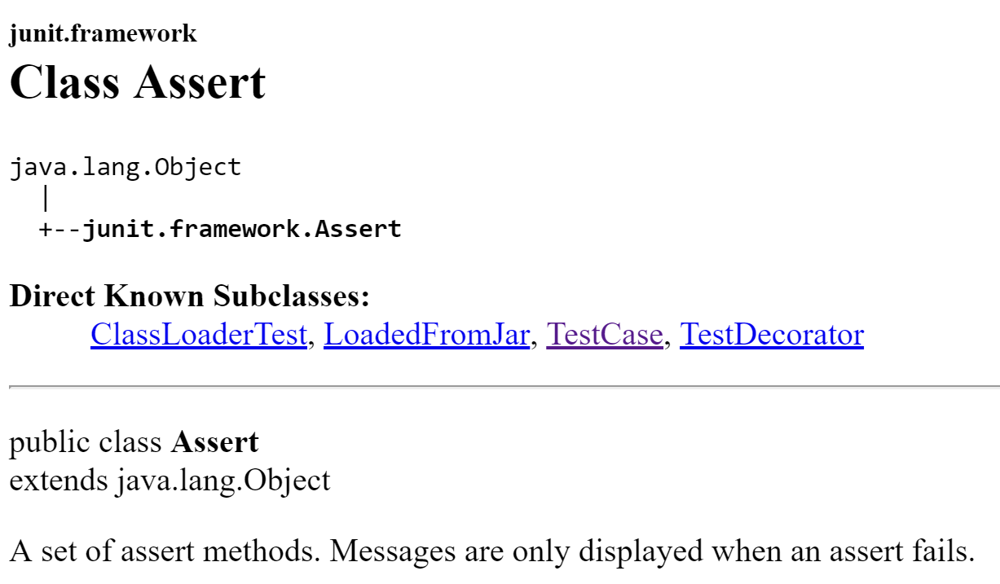 junit.framework
Class Assert
java.lang.Object
  |
  +--junit.framework.Assert
Direct Known Subclasses:
ClassLoaderTest, LoadedFromJar, TestCase, TestDecorator
public class Assert
extends java.lang.Object
A set of assert methods. Messages are only displayed when an assert fails.